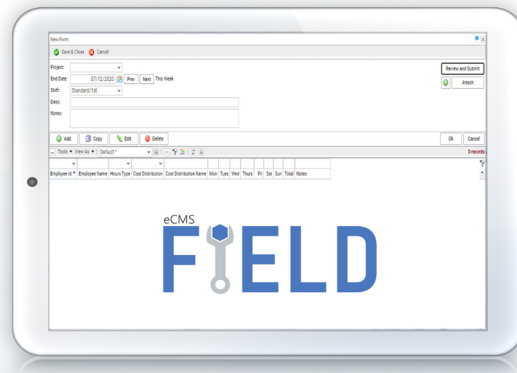 New Form
Save & Close Cancel
Project:
End Date: 07/12/2020 Prev Next This Week
Shift: Standard/1st
Desc:
Notes:
Review and Submit
Attach
Add Copy Edit Delete Ok Cancel
Tools View As Default* 0 records
Employee Id Employee Name Hours Type Cost Distribution Cost Distribution Name Mon Tues Wed Thurs Fri Sat Sun Total Notes
eCMS
FIELD